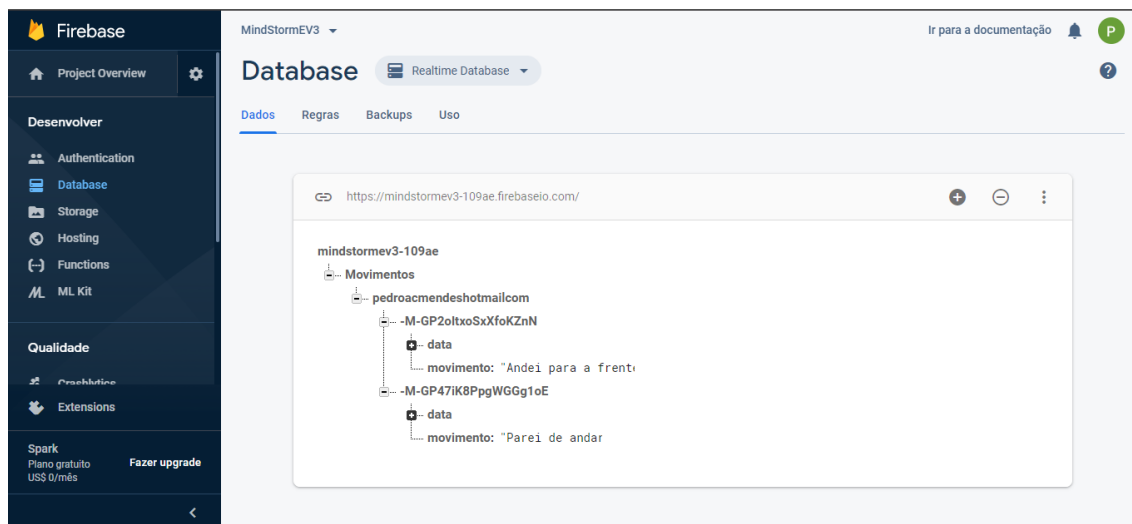 Firebase
Project Overview
Desenvolver
Authentication
Database
Storage
Hosting
Functions
ML Kit
Qualidade
Crashlytics
Extensions
Spark
Plano gratuito
US$ 0/mês
Fazer upgrade
MindStormEV3
Ir para a documentação
P
Database
Realtime Database
Dados
Regras
Backups
Uso
https://mindstormev3-109ae.firebaseio.com/
mindstormev3-109ae
Movimentos
pedroacmendeshotmailcom
-M-GP2oltxoSxXfoKZnN
data
movimento: "Andei para a frente
-M-GP47iK8PpgWGGg1oE
data
movimento: "Parei de andar